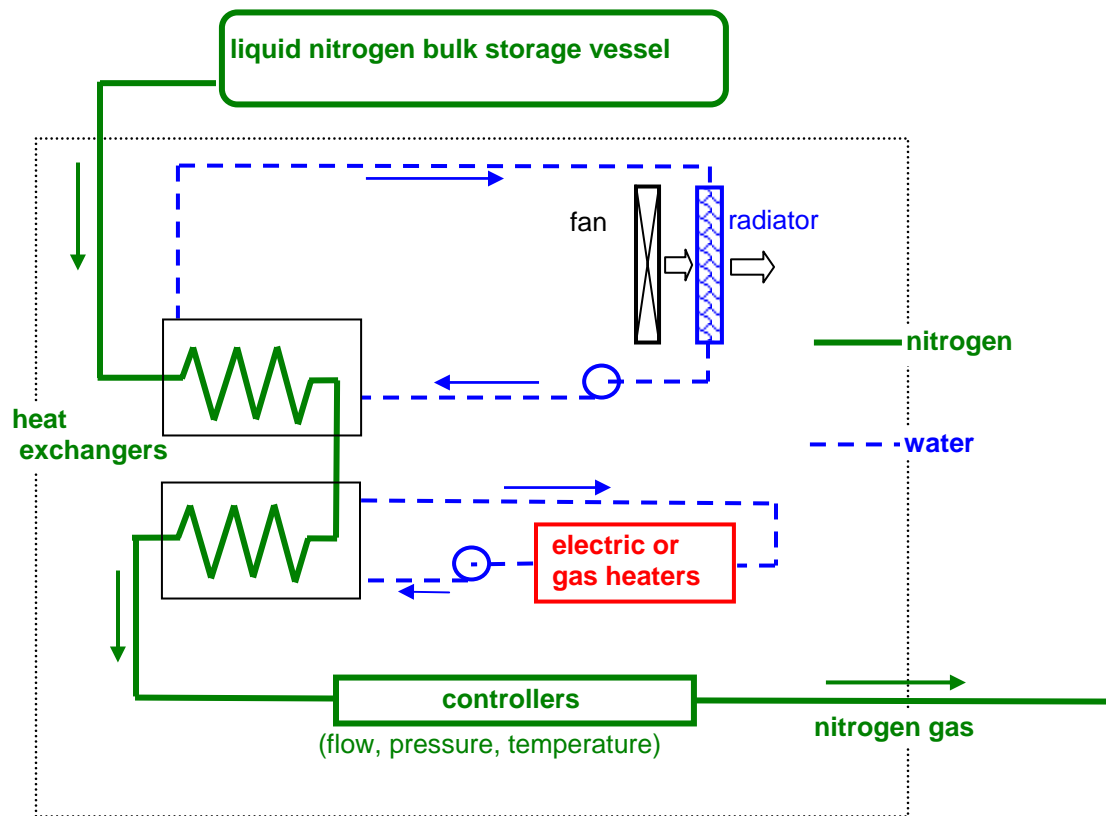 liquid nitrogen bulk storage vessel
fan
radiator
nitrogen
heat
exchangers
water
electric or
gas heaters
controllers
(flow, pressure, temperature)
nitrogen gas